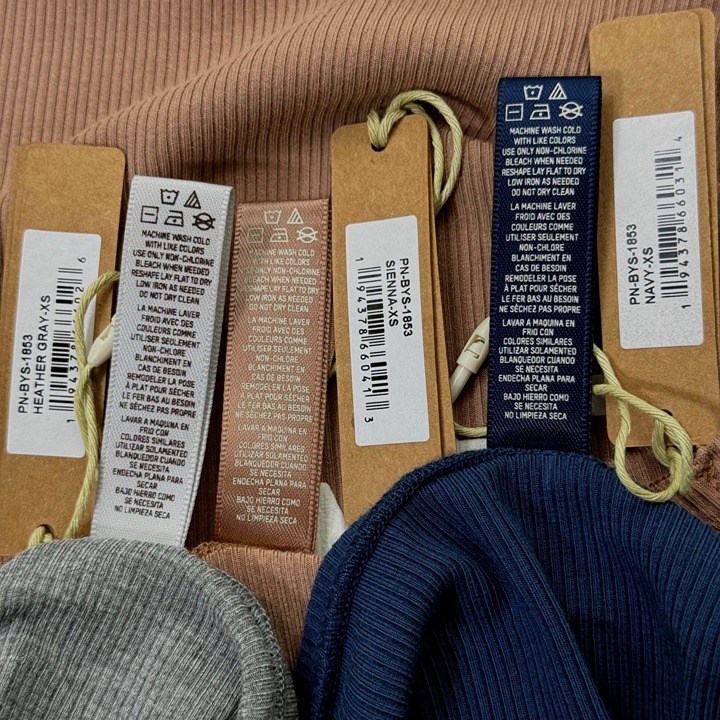 PN-BYS-1853
HEATHER GRAY-XS
MACHINE WASH COLD
WITH LIKE COLORS
USE ONLY NON-CHLORINE
BLEACH WHEN NEEDED
RESHAPE LAY FLAT TO DRY
LOW IRON AS NEEDED
DO NOT DRY CLEAN
LA MACHINE LAVER
FROID AVEC DES
COULEURS COMME
UTILISER SEULEMENT
NON-CHLORE
BLANCHIMENT EN
CAS DE BESOIN
REMODELER LA POSE
À PLAT POUR SÉCHER
LE FER BAS AU BESOIN
NE SÉCHEZ PAS PROPRE
LAVAR A MAQUINA EN
FRIO CON
COLORES SIMILARES
UTILIZAR SOLAMENTED
BLANQUEDOR CUANDO
SE NECESITA
ENDECHA PLANA PARA
SECAR
BAJO HIERRO COMO
SE NECESITA
NO LIMPIEZA SECA
MACHINE WASH COLD
WITH LIKE COLORS
USE ONLY NON-CHLORINE
BLEACH WHEN NEEDED
RESHAPE LAY FLAT TO DRY
LOW IRON AS NEEDED
DO NOT DRY CLEAN
LA MACHINE LAVER
FROID AVEC DES
COULEURS COMME
UTILISER SEULEMENT
NON-CHLORE
BLANCHIMENT EN
CAS DE BESOIN
REMODELER LA POSE
À PLAT POUR SÉCHER
LE FER BAS AU BESOIN
NE SÉCHEZ PAS PROPRE
LAVAR A MAQUINA EN
FRIO CON
COLORES SIMILARES
UTILIZAR SOLAMENTED
BLANQUEDOR CUANDO
SE NECESITA
ENDECHA PLANA PARA
SECAR
BAJO HIERRO COMO
SE NECESITA
NO LIMPIEZA SECA
PN-BYS-1853
SIENNA-XS
1 94378 66041 3
MACHINE WASH COLD
WITH LIKE COLORS
USE ONLY NON-CHLORINE
BLEACH WHEN NEEDED
RESHAPE LAY FLAT TO DRY
LOW IRON AS NEEDED
DO NOT DRY CLEAN
LA MACHINE LAVER
FROID AVEC DES
COULEURS COMME
UTILISER SEULEMENT
NON-CHLORE
BLANCHIMENT EN
CAS DE BESOIN
REMODELER LA POSE
À PLAT POUR SÉCHER
LE FER BAS AU BESOIN
NE SÉCHEZ PAS PROPRE
LAVAR A MAQUINA EN
FRIO CON
COLORES SIMILARES
UTILIZAR SOLAMENTED
BLANQUEDOR CUANDO
SE NECESITA
ENDECHA PLANA PARA
SECAR
BAJO HIERRO COMO
SE NECESITA
NO LIMPIEZA SECA
PN-BYS-1853
NAVY-XS
1 94378 66031 4